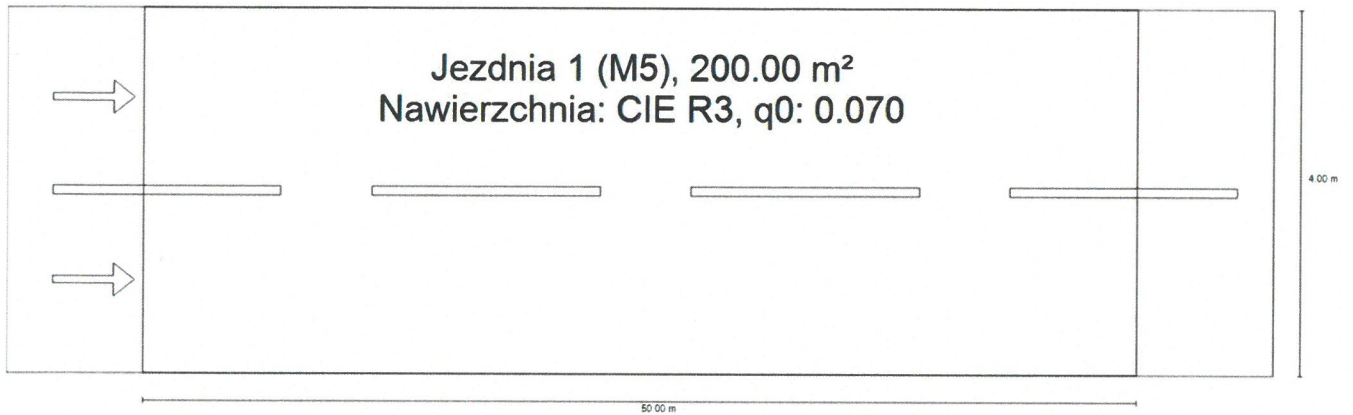 Jezdnia 1 (M5), 200.00 m²
Nawierzchnia: CIE R3, q0: 0.070
4.00 m
50.00 m